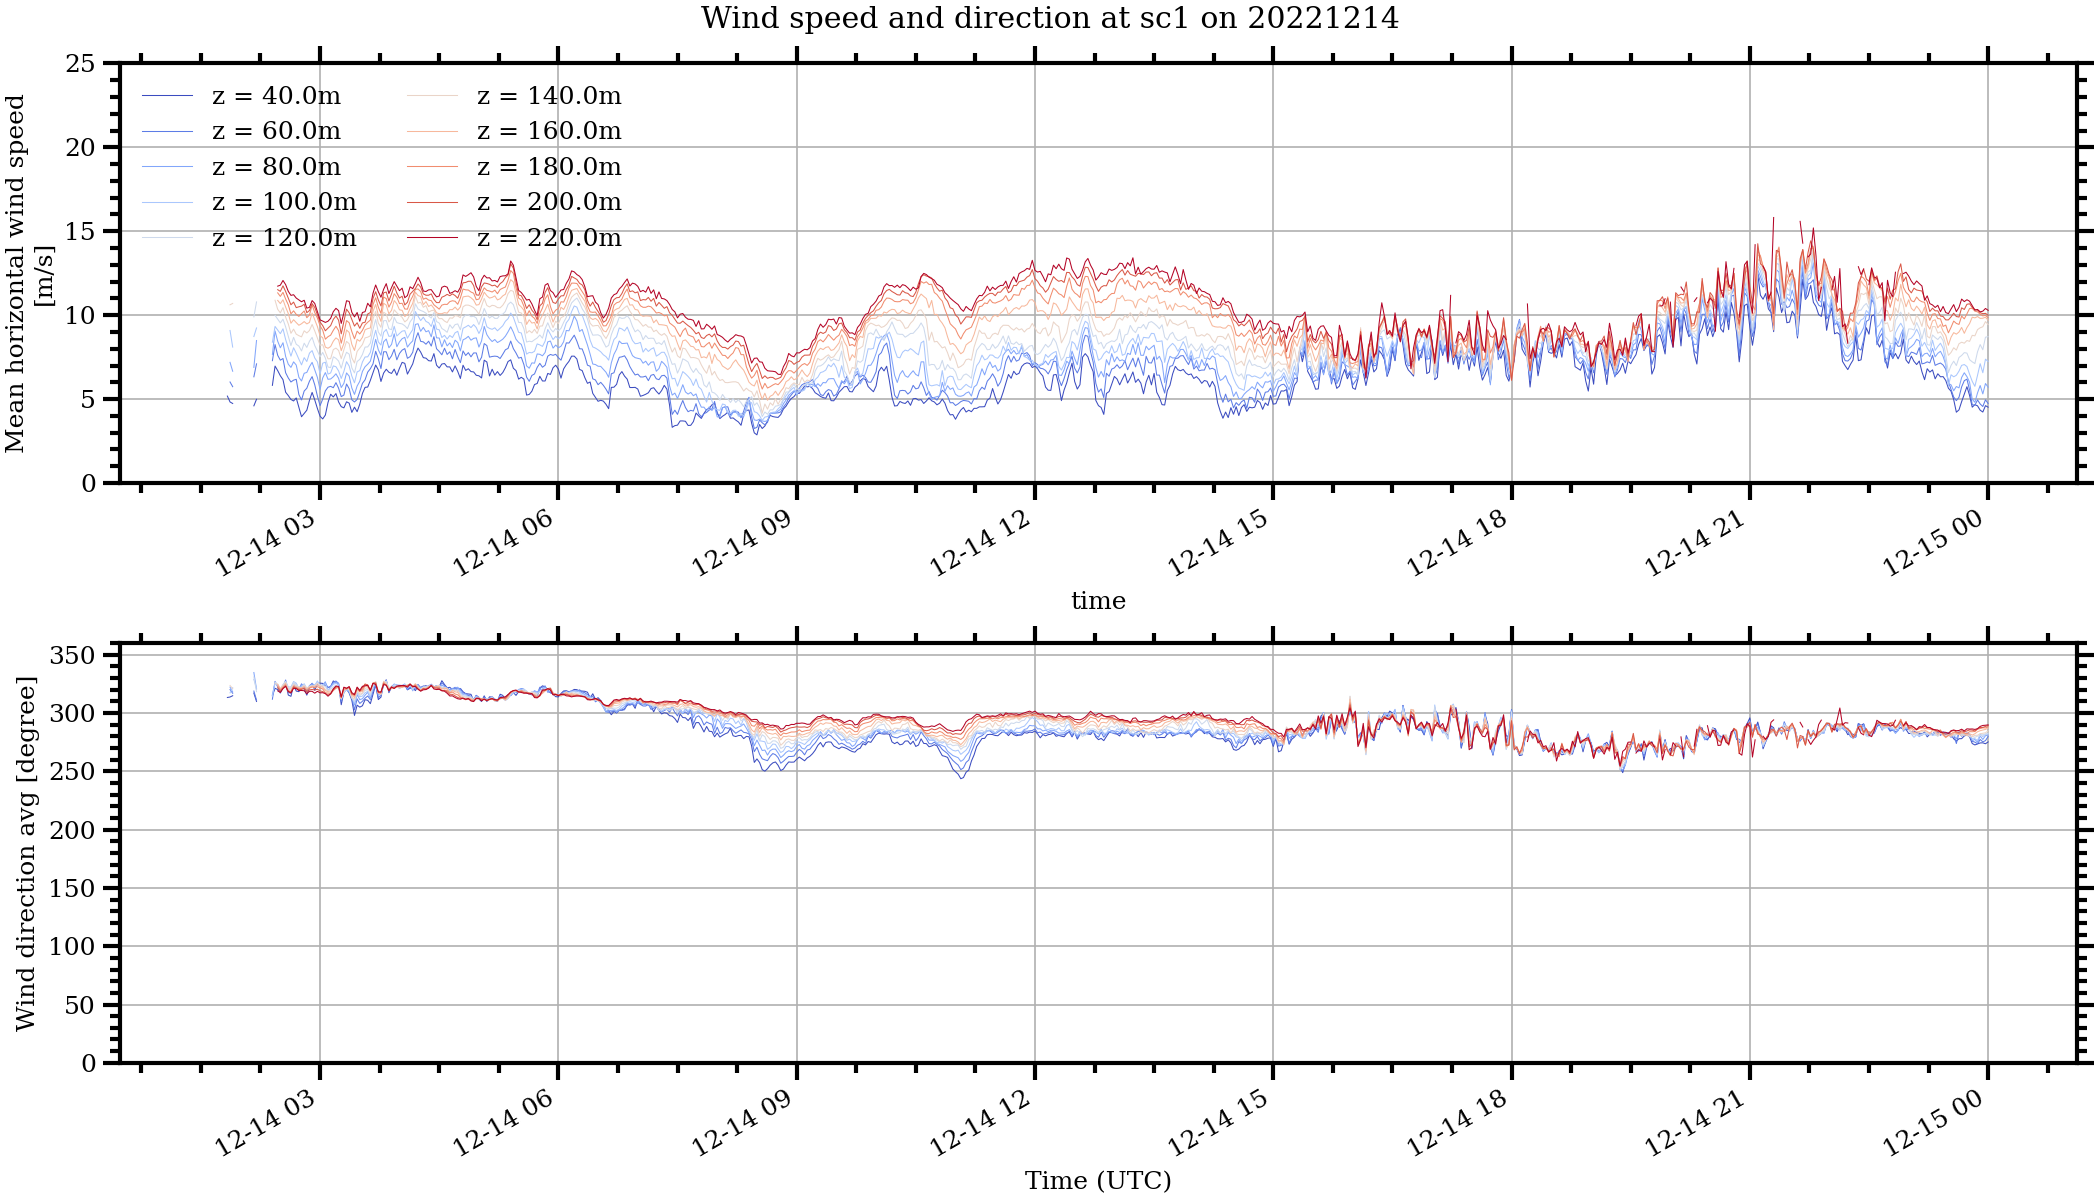 Wind speed and direction at sc1 on 20221214
Mean horizontal wind speed
[m/s]
25
20
15
10
5
0
z = 40.0m
z = 60.0m
z = 80.0m
z = 100.0m
z = 120.0m
z = 140.0m
z = 160.0m
z = 180.0m
z = 200.0m
z = 220.0m
12-14 03
12-14 06
12-14 09
12-14 12
12-14 15
12-14 18
12-14 21
12-15 00
time
Wind direction avg [degree]
350
300
250
200
150
100
50
0
12-14 03
12-14 06
12-14 09
12-14 12
12-14 15
12-14 18
12-14 21
12-15 00
Time (UTC)